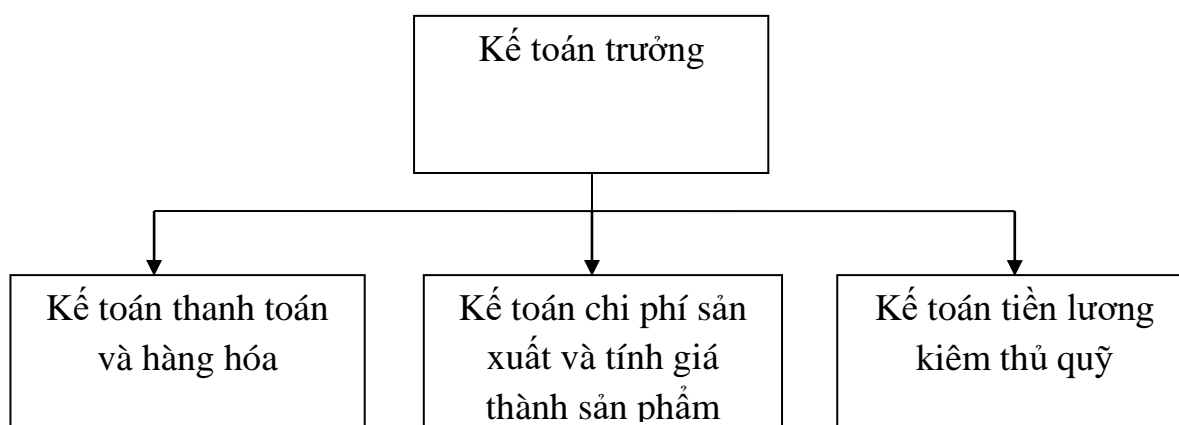 Kế toán trưởng
Kế toán thanh toán
và hàng hóa
Kế toán chi phí sản
xuất và tính giá
thành sản phẩm
Kế toán tiền lương
kiêm thủ quỹ